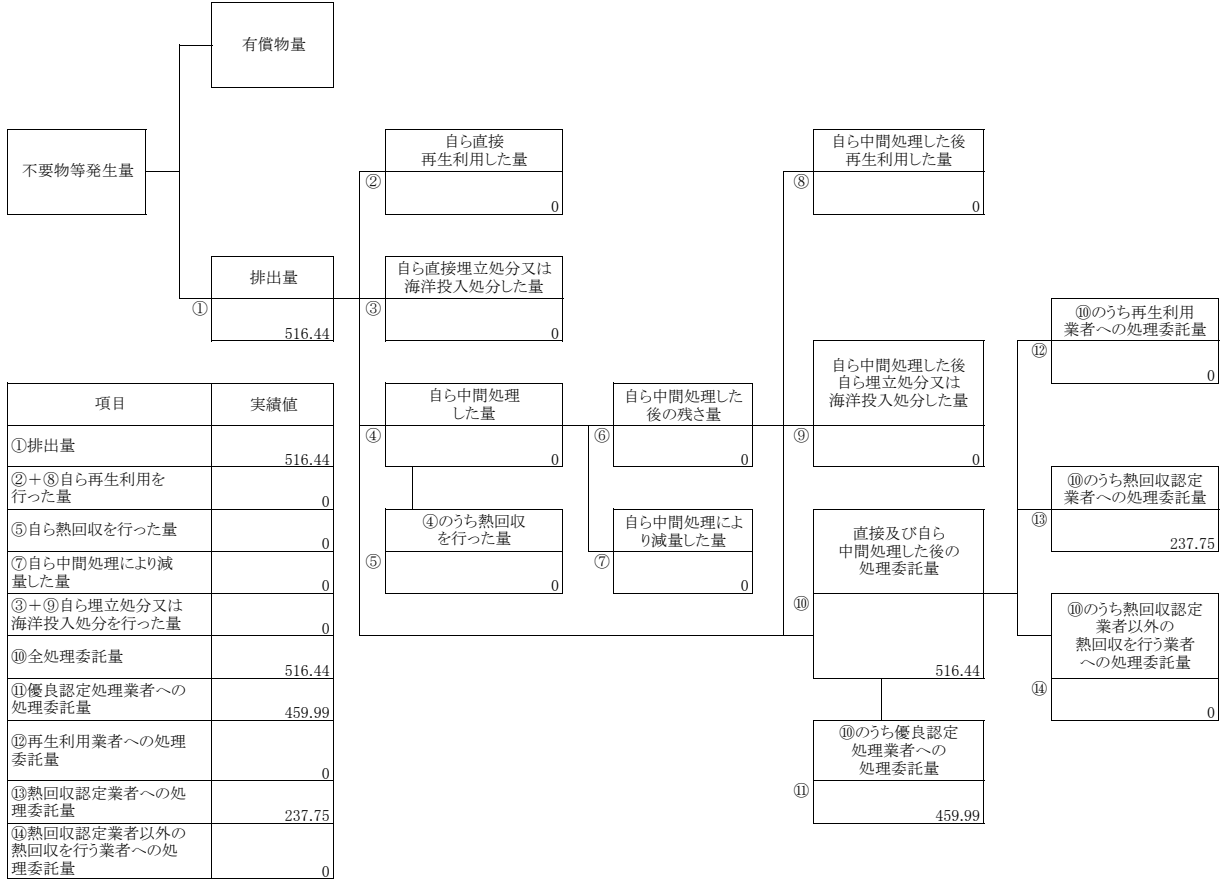 有償物量
不要物等発生量
自ら直接
再生利用した量
②
0
自ら中間処理した後
再生利用した量
⑧
0
排出量
①
516.44
自ら直接埋立処分又は
海洋投入処分した量
③
0
⑩のうち再生利用
業者への処理委託量
⑫
0
自ら中間処理した後
自ら埋立処分又は
海洋投入処分した量
⑨
0
自ら中間処理
した量
④
0
自ら中間処理した
後の残さ量
⑥
0
⑩のうち熱回収認定
業者への処理委託量
⑬
237.75
④のうち熱回収
を行った量
⑤
0
自ら中間処理によ
り減量した量
⑦
0
直接及び自ら
中間処理した後の
処理委託量
⑩
516.44
⑩のうち熱回収認定
業者以外の
熱回収を行う業者
への処理委託量
⑭
0
⑩のうち優良認定
処理業者への
処理委託量
⑪
459.99
項目 実績値
①排出量
516.44
②+⑧自ら再生利用を
行った量
0
⑤自ら熱回収を行った量
0
⑦自ら中間処理により減
量した量
0
③+⑨自ら埋立処分又は
海洋投入処分を行った量
0
⑩全処理委託量
516.44
⑪優良認定処理業者への
処理委託量
459.99
⑫再生利用業者への処理
委託量
0
⑬熱回収認定業者への処
理委託量
237.75
⑭熱回収認定業者以外の
熱回収を行う業者への処
理委託量
0